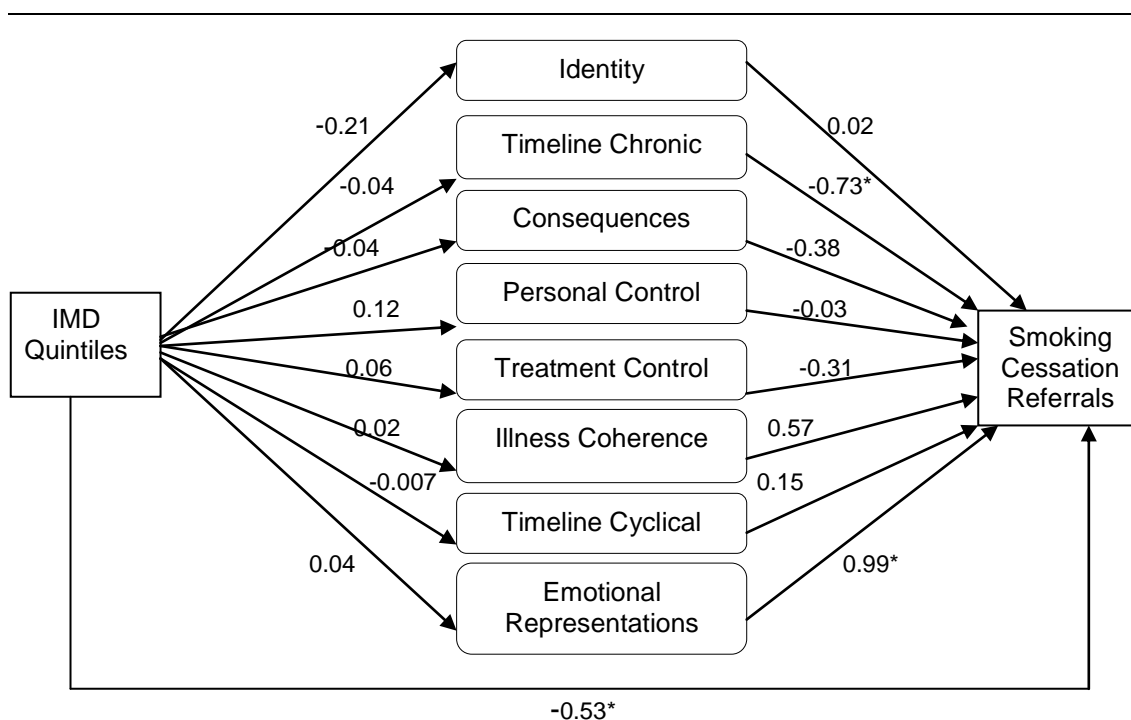 Identity
-0.21
0.02
Timeline Chronic
-0.04
-0.73*
Consequences
-0.04
-0.38
Personal Control
0.12
-0.03
IMD
Quintiles
Treatment Control
0.06
-0.31
Smoking
Cessation
Referrals
Illness Coherence
0.02
0.57
-0.007
0.15
Timeline Cyclical
0.04
0.99*
Emotional
Representations
-0.53*